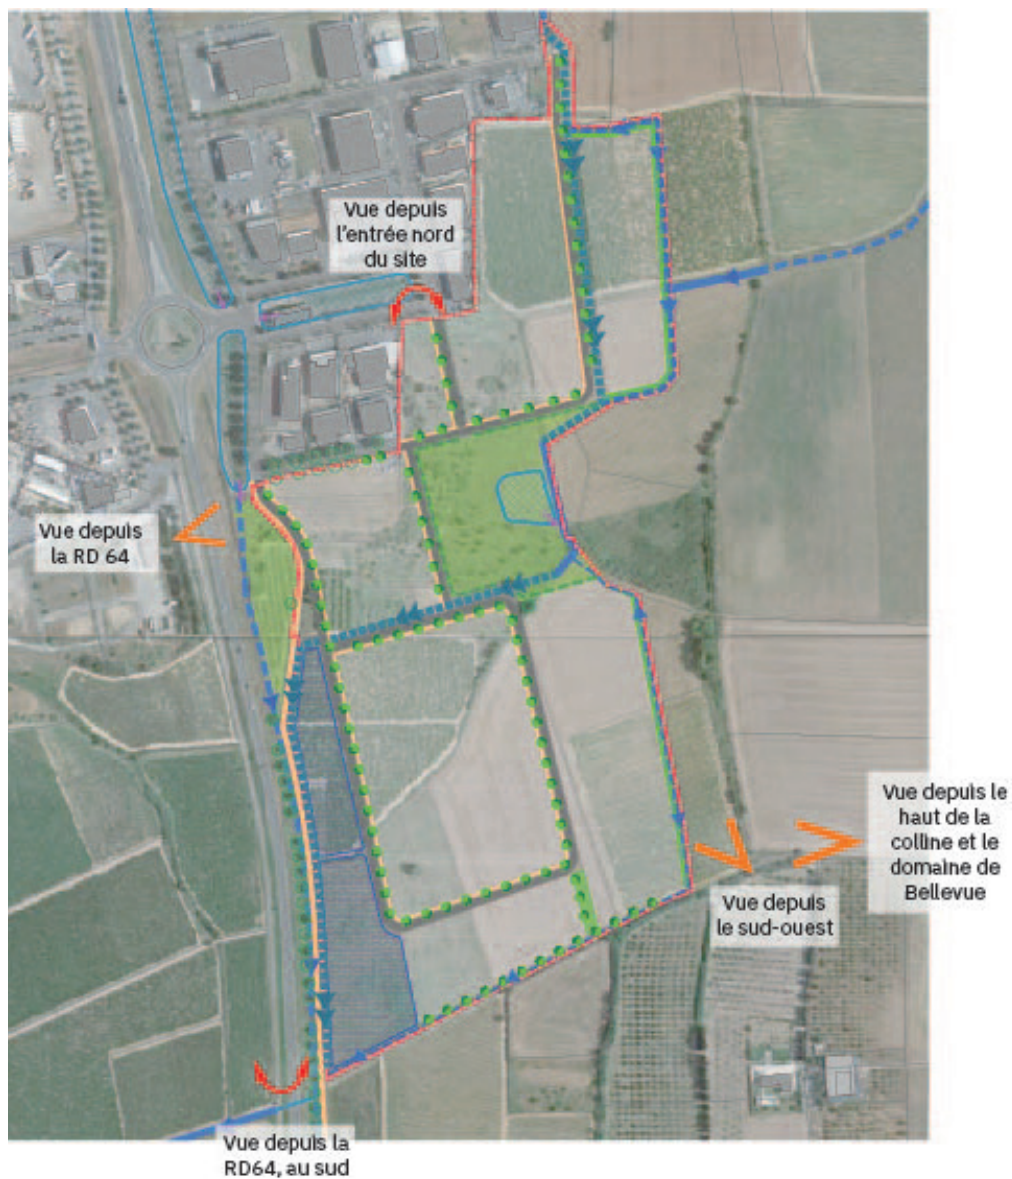 Vue depuis
l'entrée nord
du site
Vue depuis
la RD 64
Vue depuis le
haut de la
colline et le
domaine de
Bellevue
Vue depuis
le sud-ouest
Vue depuis la
RD64, au sud